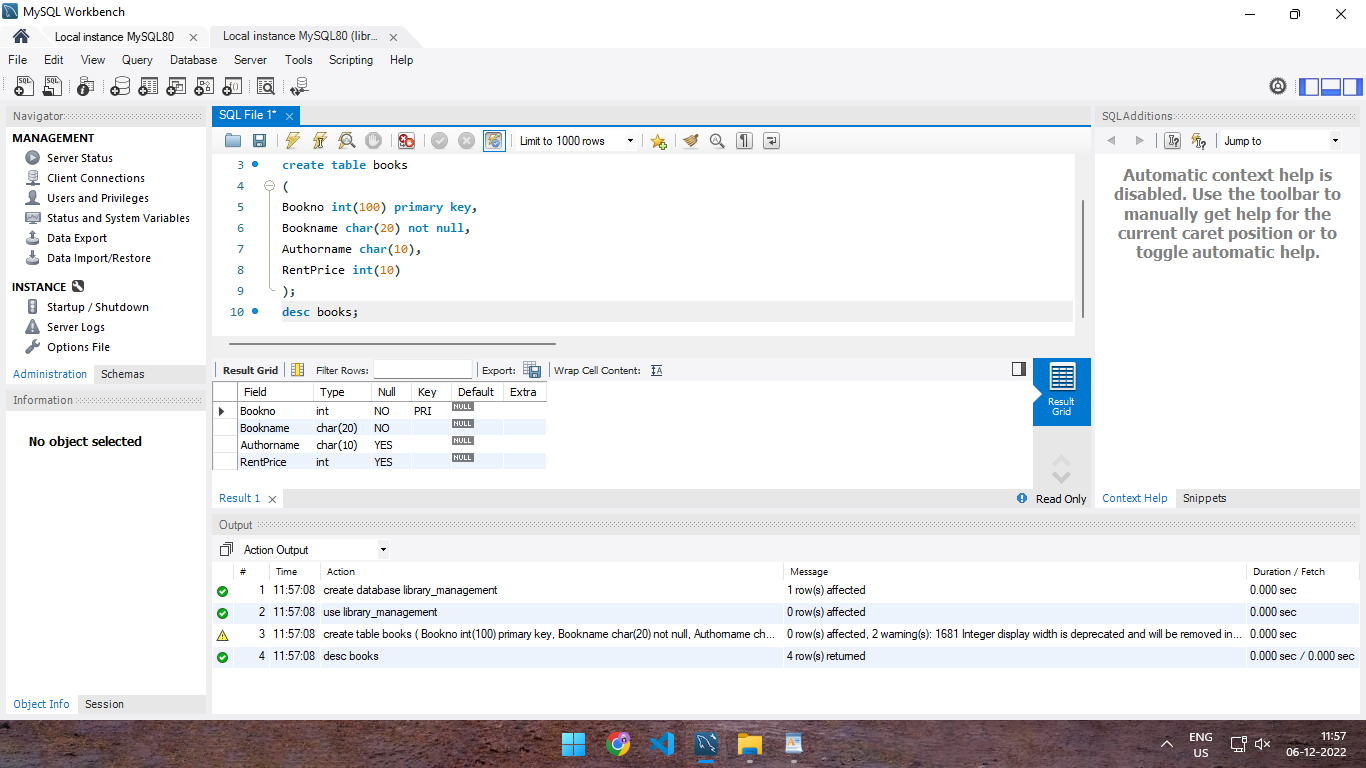 MySQL Workbench
Local instance MySQL80
Local instance MySQL80 (libr...
File Edit View Query Database Server Tools Scripting Help
Navigator
MANAGEMENT
Server Status
Client Connections
Users and Privileges
Status and System Variables
Data Export
Data Import/Restore
INSTANCE
Startup / Shutdown
Server Logs
Options File
Administration Schemas
Information
No object selected
Object Info Session
SQL File 1*
Limit to 1000 rows
3 create table books
4 (
5 Bookno int(100) primary key,
6 Bookname char(20) not null,
7 Authorname char(10),
8 RentPrice int(10)
9 );
10 desc books;
Result Grid Filter Rows: Export: Wrap Cell Content:
Field Type Null Key Default Extra
Bookno int NO PRI NULL
Bookname char(20) NO NULL
Authorname char(10) YES NULL
RentPrice int YES NULL
Result
Grid
Result 1 Read Only
SQLAdditions
Jump to
Automatic context help is
disabled. Use the toolbar to
manually get help for the
current caret position or to
toggle automatic help.
Context Help Snippets
Output
Action Output
# Time Action Message Duration / Fetch
1 11:57:08 create database library_management 1 row(s) affected 0.000 sec
2 11:57:08 use library_management 0 row(s) affected 0.000 sec
3 11:57:08 create table books ( Bookno int(100) primary key, Bookname char(20) not null, Authorname ch... 0 row(s) affected, 2 warning(s): 1681 Integer display width is deprecated and will be removed in... 0.000 sec
4 11:57:08 desc books 4 row(s) returned 0.000 sec / 0.000 sec
ENG
US
11:57
06-12-2022